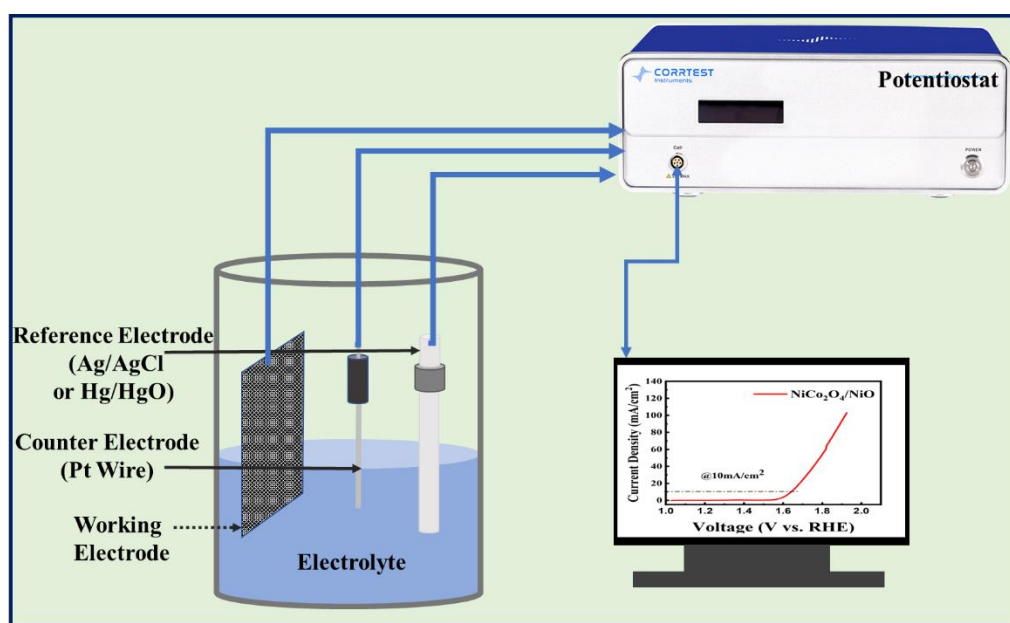 CORRTEST
Instruments
Potentiostat
Cell
POWER
Reference Electrode
(Ag/AgCl
or Hg/HgO)
Counter Electrode
(Pt Wire)
Working
Electrode
Electrolyte
Current Density (mA/cm²)
140
120
100
80
60
40
20
0
NiCo₂O₄/NiO
@10mA/cm²
1.0
1.2
1.4
1.6
1.8
2.0
Voltage (V vs. RHE)